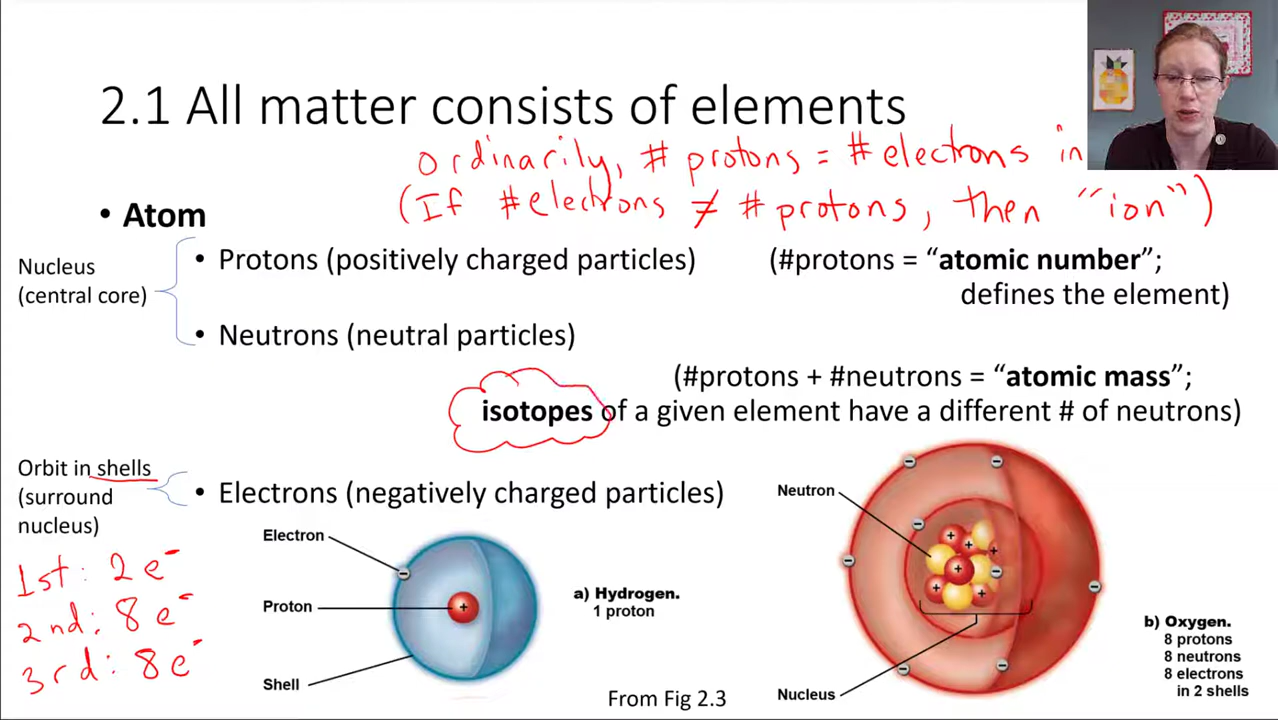 2.1 All matter consists of elements
Ordinarily, # protons = # electrons in
(If # electrons ≠ # protons, then "ion")
• Atom
Nucleus
(central core)
• Protons (positively charged particles)
(#protons = “atomic number”;
defines the element)
• Neutrons (neutral particles)
(#protons + #neutrons = “atomic mass”;
isotopes of a given element have a different # of neutrons)
Orbit in shells
(surround
nucleus)
• Electrons (negatively charged particles)
1st: 2 e⁻
2nd: 8 e⁻
3rd: 8 e⁻
Electron
Proton
Shell
a) Hydrogen.
1 proton
From Fig 2.3
Neutron
Nucleus
b) Oxygen.
8 protons
8 neutrons
8 electrons
in 2 shells